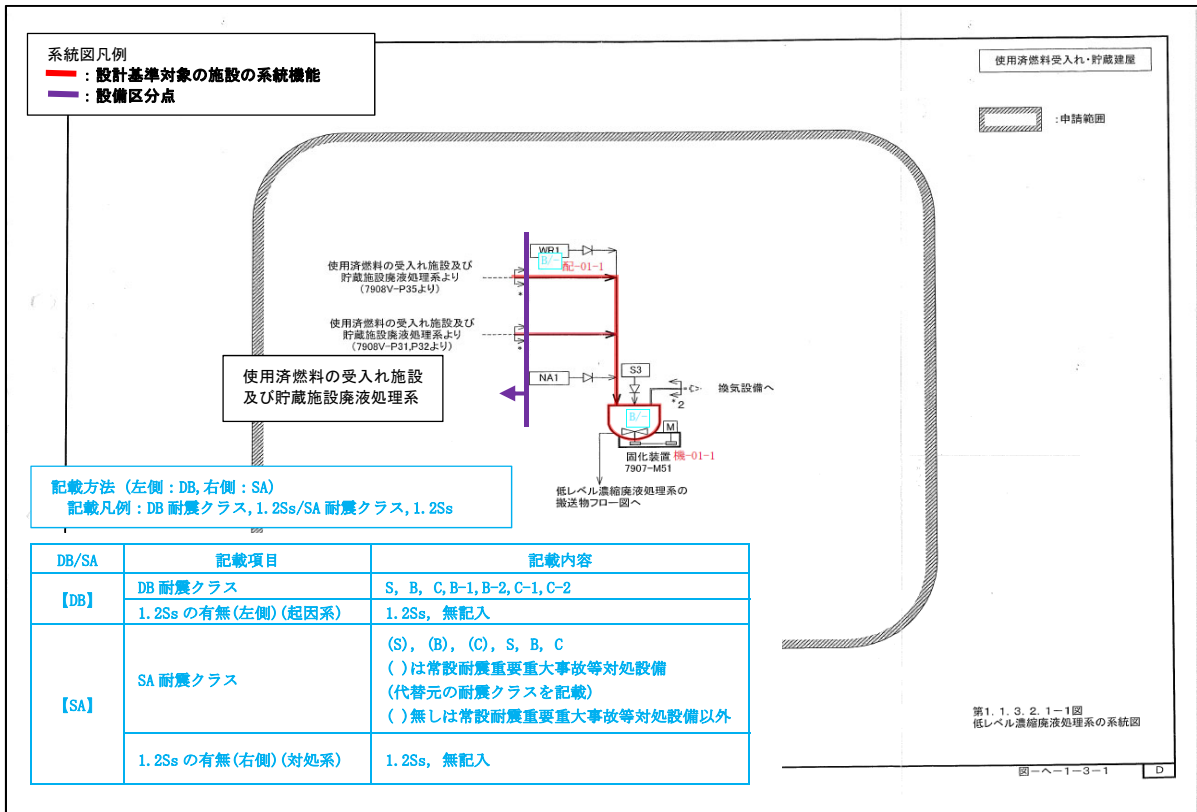 系統図凡例
：設計基準対象の施設の系統機能
：設備区分点
使用済燃料受入れ・貯蔵建屋
：申請範囲
WR1
B/-
配-01-1
使用済燃料の受入れ施設及び
貯蔵施設廃液処理系より
(7908V-P35より)
*
使用済燃料の受入れ施設及び
貯蔵施設廃液処理系より
(7908V-P31,P32より)
*
使用済燃料の受入れ施設
及び貯蔵施設廃液処理系
NA1
S3
換気設備へ
*2
B/-
M
固化装置 機-01-1
7907-M51
低レベル濃縮廃液処理系の
搬送物フロー図へ
記載方法 (左側：DB,右側：SA)
記載凡例：DB 耐震クラス,1.2Ss/SA 耐震クラス,1.2Ss
DB/SA 記載項目 記載内容
【DB】 DB 耐震クラス S, B, C,B-1,B-2,C-1,C-2
1.2Ss の有無(左側)(起因系) 1.2Ss, 無記入
【SA】 SA 耐震クラス (S), (B), (C), S, B, C
( )は常設耐震重要重大事故等対処設備
(代替元の耐震クラスを記載)
( )無しは常設耐震重要重大事故等対処設備以外
1.2Ss の有無(右側)(対処系) 1.2Ss, 無記入
第1.1.3.2.1-1図
低レベル濃縮廃液処理系の系統図
図-ヘ-1-3-1 D